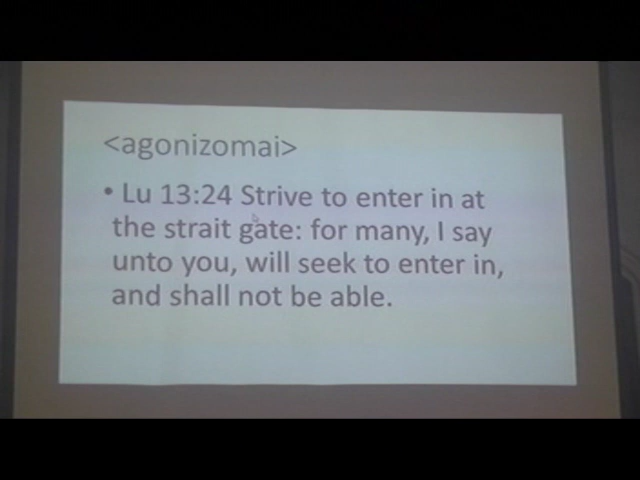 <agonizomai>
• Lu 13:24 Strive to enter in at
the strait gate: for many, I say
unto you, will seek to enter in,
and shall not be able.